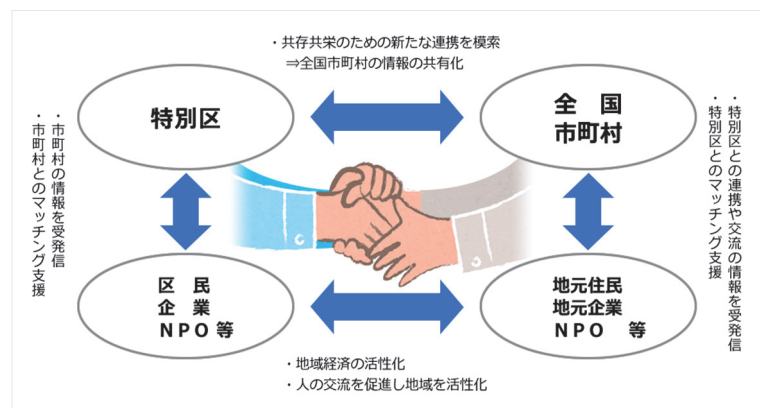 ・共存共栄のための新たな連携を模索
⇒全国市町村の情報の共有化
特別区
全　国
市町村
・市町村の情報を受発信
・市町村とのマッチング支援
・特別区との連携や交流の情報を受発信
・特別区とのマッチング支援
区　民
企　業
ＮＰＯ 等
地元住民
地元企業
ＮＰＯ　等
・地域経済の活性化
・人の交流を促進し地域を活性化